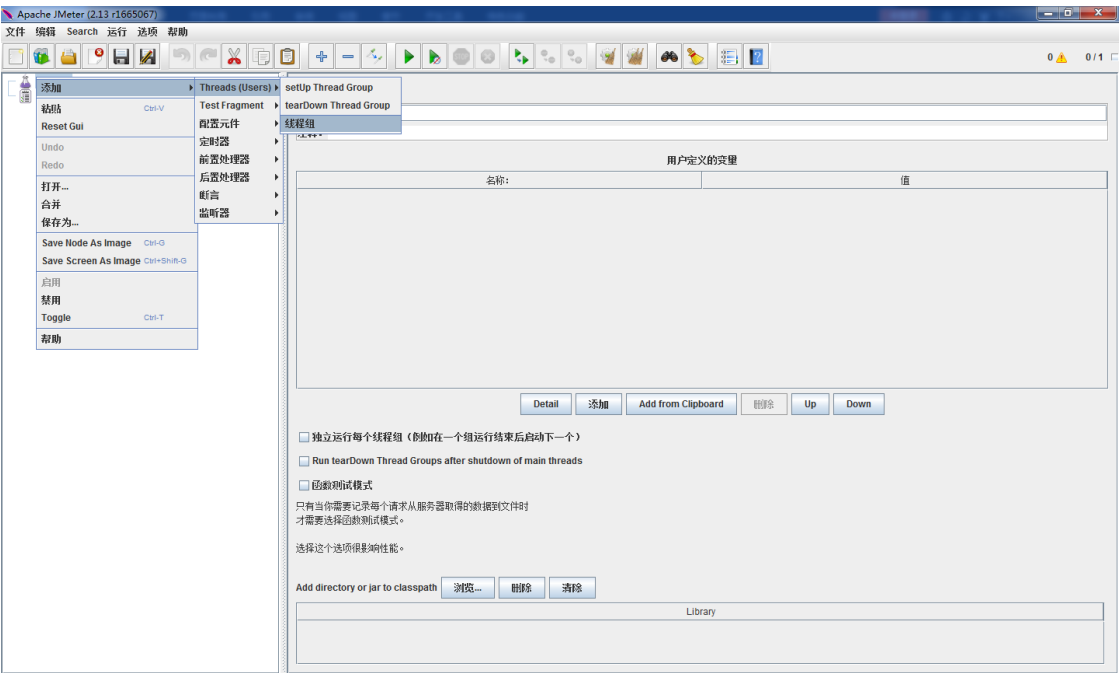 Apache JMeter (2.13 r1665067)
文件 编辑 Search 运行 选项 帮助
0 0/1
添加 Threads (Users) setUp Thread Group
粘贴 Ctrl-V Test Fragment tearDown Thread Group
Reset Gui 配置元件 线程组
Undo 定时器
Redo 前置处理器
打开... 后置处理器
合并 断言
保存为... 监听器
Save Node As Image Ctrl-G
Save Screen As Image Ctrl+Shift-G
启用
禁用
Toggle Ctrl-T
帮助
用户定义的变量
名称: 值
Detail 添加 Add from Clipboard 删除 Up Down
独立运行每个线程组（例如在一个组运行结束后启动下一个）
Run tearDown Thread Groups after shutdown of main threads
函数测试模式
只有当你需要记录每个请求从服务器取得的数据到文件时
才需要选择函数测试模式。
选择这个选项很影响性能。
Add directory or jar to classpath 浏览... 删除 清除
Library